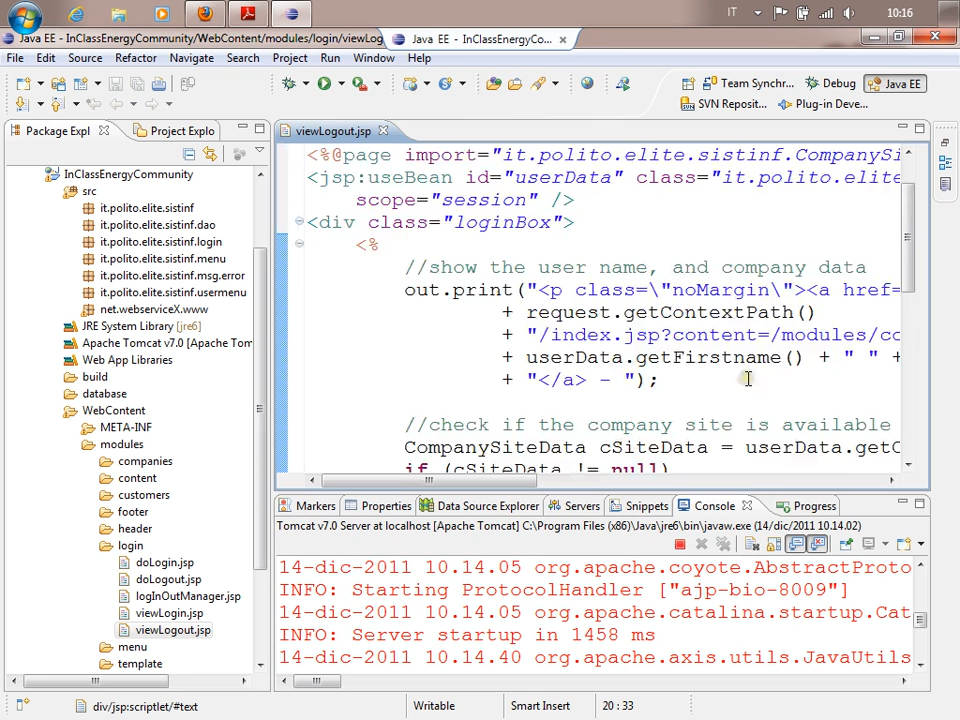 IT
10:16
Java EE - InClassEnergyCommunity/WebContent/modules/login/viewLog
Java EE - InClassEnergyCo...
File Edit Source Refactor Navigate Search Project Run Window Help
Team Synchr...
Debug
Java EE
SVN Reposit...
Plug-in Deve...
Package Expl
Project Explo
InClassEnergyCommunity
src
it.polito.elite.sistinf
it.polito.elite.sistinf.dao
it.polito.elite.sistinf.login
it.polito.elite.sistinf.menu
it.polito.elite.sistinf.msg.error
it.polito.elite.sistinf.usermenu
net.webserviceX.www
JRE System Library [jre6]
Apache Tomcat v7.0 [Apache Tom
Web App Libraries
build
database
WebContent
META-INF
modules
companies
content
customers
footer
header
login
doLogin.jsp
doLogout.jsp
logInOutManager.jsp
viewLogin.jsp
viewLogout.jsp
menu
template
viewLogout.jsp
<%@page import="it.polito.elite.sistinf.CompanySi
<jsp:useBean id="userData" class="it.polito.elite
scope="session" />
<div class="loginBox">
<%
//show the user name, and company data
out.print("<p class=\"noMargin\"><a href=
+ request.getContextPath()
+ "/index.jsp?content=/modules/co
+ userData.getFirstname() + " " +
+ "</a> - ");
//check if the company site is available
CompanySiteData cSiteData = userData.getC
if (cSiteData != null)
Markers
Properties
Data Source Explorer
Servers
Snippets
Console
Progress
Tomcat v7.0 Server at localhost [Apache Tomcat] C:\Program Files (x86)\Java\jre6\bin\javaw.exe (14/dic/2011 10.14.02)
14-dic-2011 10.14.05 org.apache.coyote.AbstractProto
INFO: Starting ProtocolHandler ["ajp-bio-8009"]
14-dic-2011 10.14.05 org.apache.catalina.startup.Cat
INFO: Server startup in 1458 ms
14-dic-2011 10.14.40 org.apache.axis.utils.JavaUtils
div/jsp:scriptlet/#text
Writable
Smart Insert
20 : 33